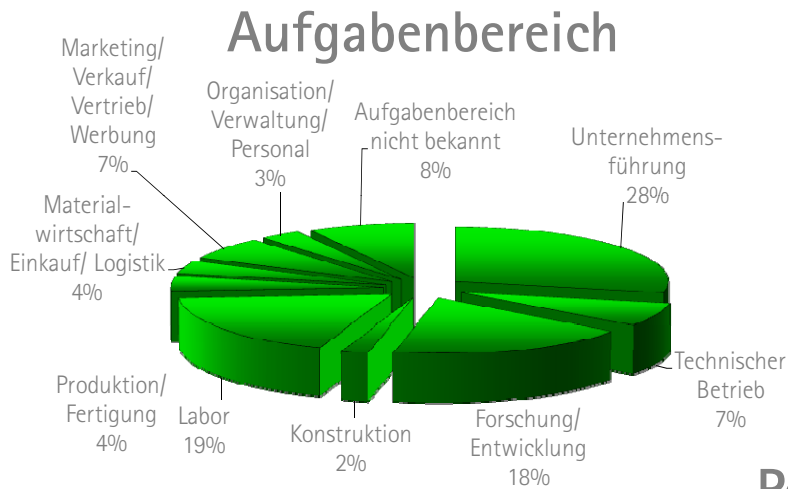 Aufgabenbereich
Marketing/
Verkauf/
Vertrieb/
Werbung
7%
Organisation/
Verwaltung/
Personal
3%
Aufgabenbereich
nicht bekannt
8%
Unternehmens-
führung
28%
Material-
wirtschaft/
Einkauf/ Logistik
4%
Technischer
Betrieb
7%
Produktion/
Fertigung
4%
Labor
19%
Konstruktion
2%
Forschung/
Entwicklung
18%